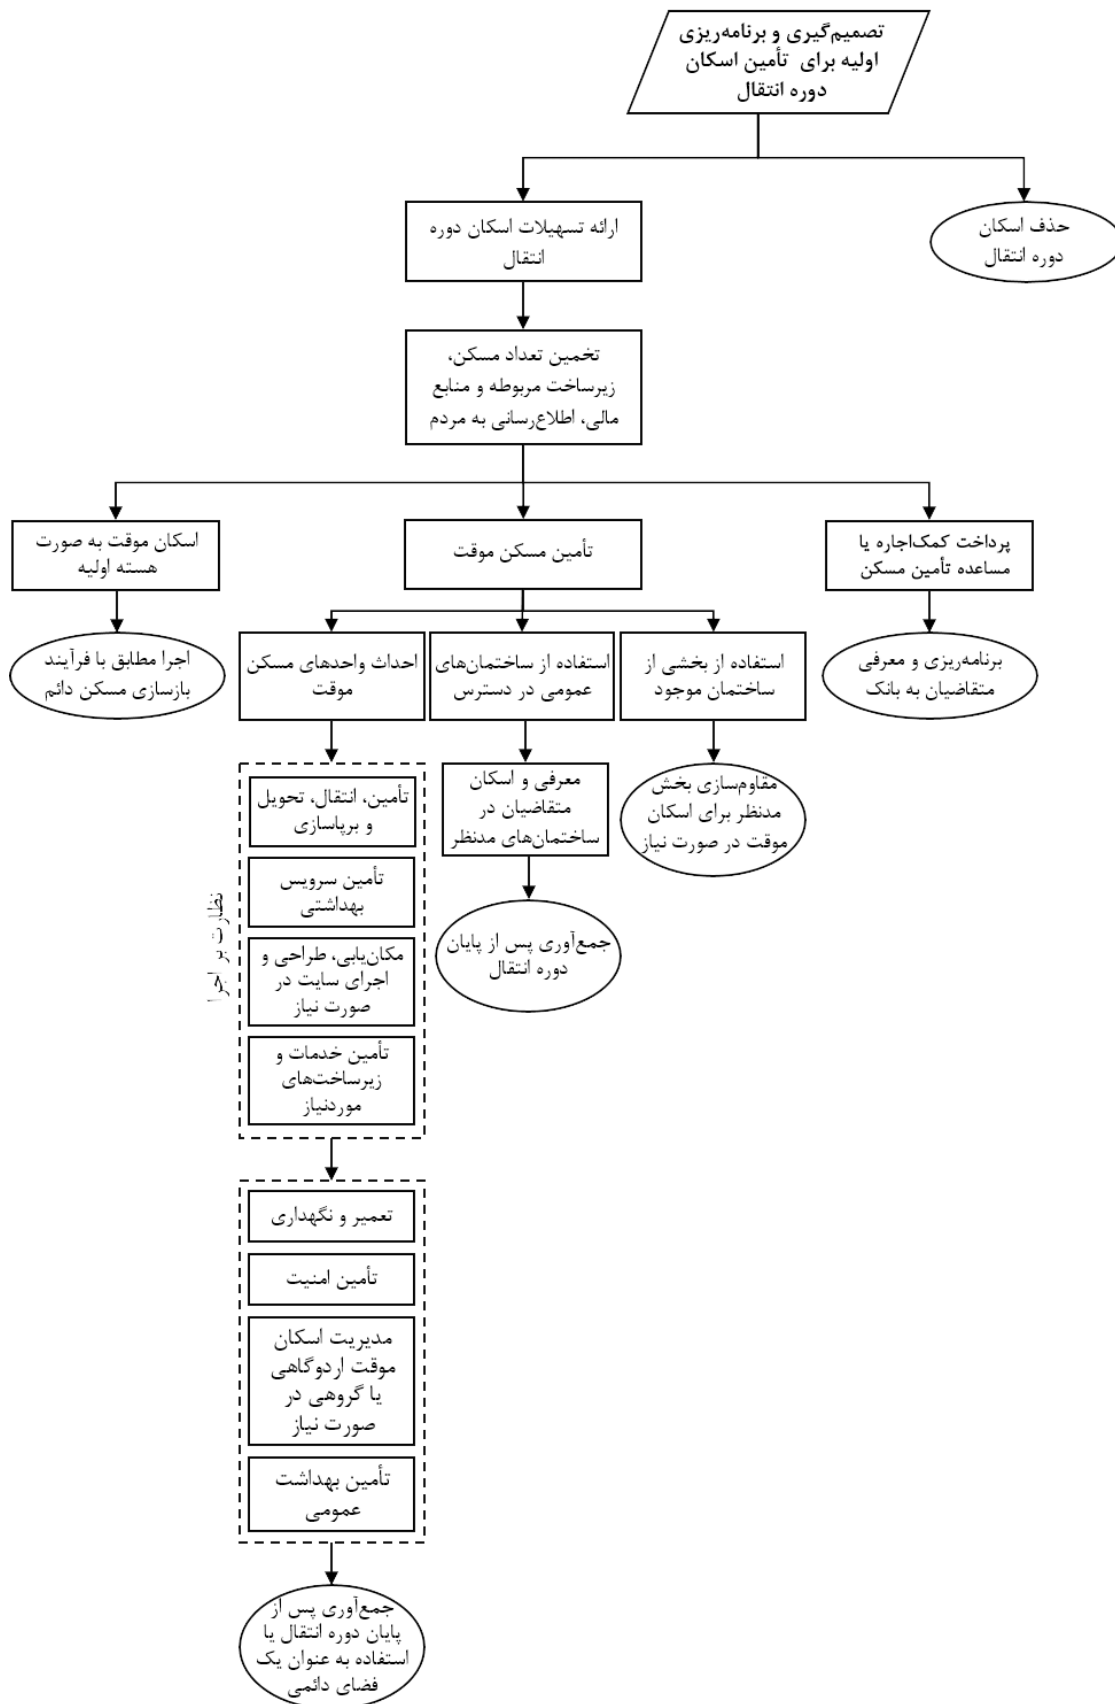 تصمیم‌گیری و برنامه‌ریزی
اولیه برای تأمین اسکان
دوره انتقال
حذف اسکان
دوره انتقال
ارائه تسهیلات اسکان دوره
انتقال
تخمین تعداد مسکن،
زیرساخت مربوطه و منابع
مالی، اطلاع‌رسانی به مردم
پرداخت کمک‌اجاره یا
مساعده تأمین مسکن
تأمین مسکن موقت
اسکان موقت به صورت
هسته اولیه
برنامه‌ریزی و معرفی
متقاضیان به بانک
استفاده از بخشی از
ساختمان موجود
استفاده از ساختمان‌های
عمومی در دسترس
احداث واحدهای مسکن
موقت
اجرا مطابق با فرآیند
بازسازی مسکن دائم
مقاوم‌سازی بخش
مدنظر برای اسکان
موقت در صورت نیاز
معرفی و اسکان
متقاضیان در
ساختمان‌های مدنظر
جمع‌آوری پس از پایان
دوره انتقال
نظارت بر اجرا
تأمین، انتقال، تحویل
و برپاسازی
تأمین سرویس
بهداشتی
مکان‌یابی، طراحی و
اجرای سایت در
صورت نیاز
تأمین خدمات و
زیرساخت‌های
موردنیاز
تعمیر و نگهداری
تأمین امنیت
مدیریت اسکان
موقت اردوگاهی
یا گروهی در
صورت نیاز
تأمین بهداشت
عمومی
جمع‌آوری پس از
پایان دوره انتقال یا
استفاده به عنوان یک
فضای دائمی